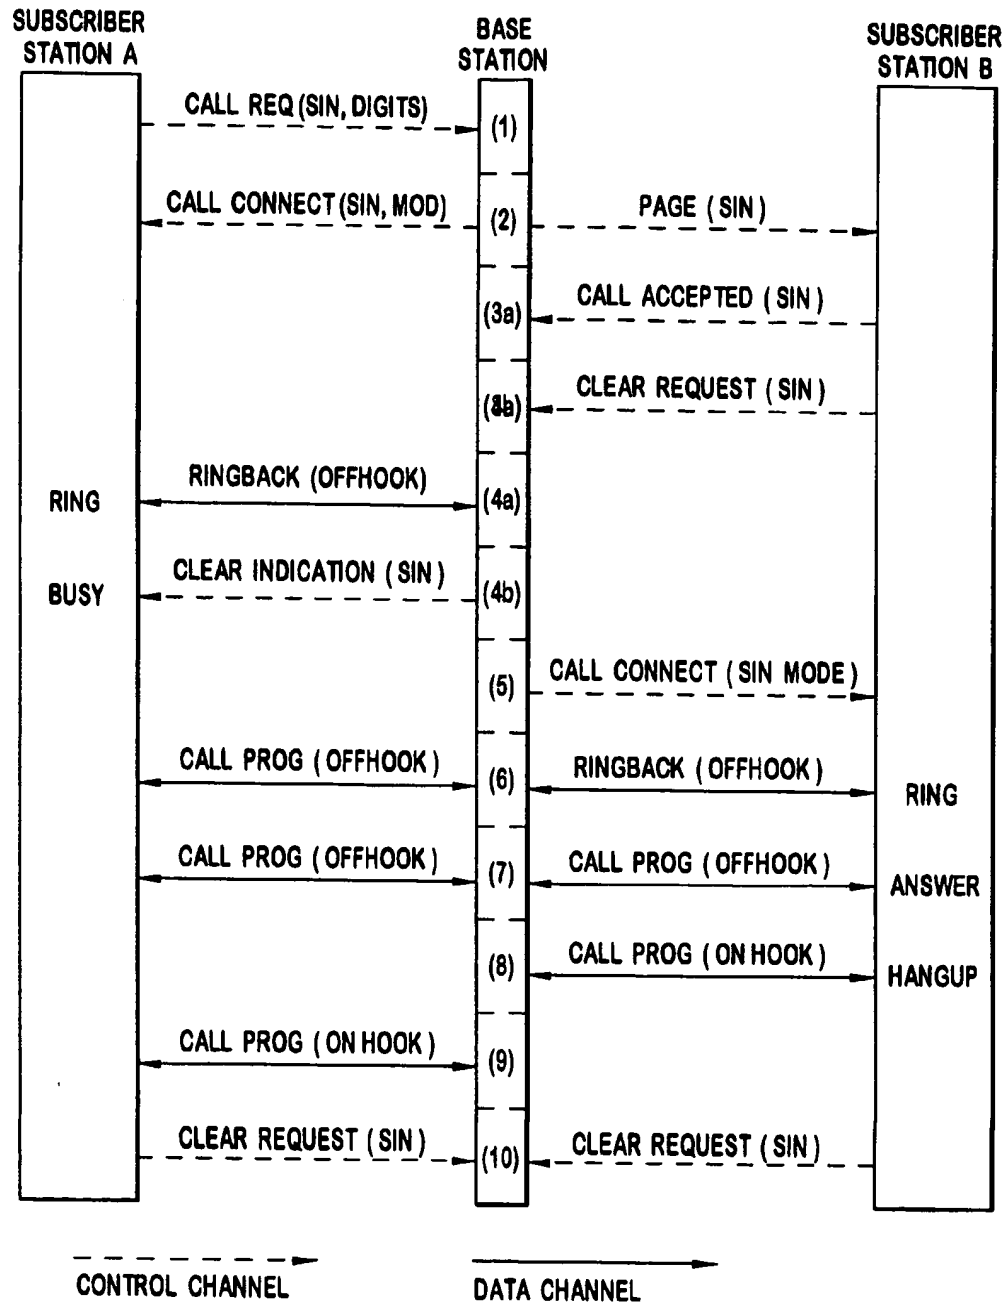 SUBSCRIBER
STATION A
BASE
STATION
SUBSCRIBER
STATION B
CALL REQ (SIN, DIGITS)
(1)
CALL CONNECT (SIN, MOD)
(2)
PAGE (SIN)
(3a)
CALL ACCEPTED (SIN)
CLEAR REQUEST (SIN)
RING
RINGBACK (OFFHOOK)
(4a)
BUSY
CLEAR INDICATION (SIN)
(4b)
(5)
CALL CONNECT (SIN MODE)
CALL PROG (OFFHOOK)
(6)
RINGBACK (OFFHOOK)
RING
CALL PROG (OFFHOOK)
(7)
CALL PROG (OFFHOOK)
ANSWER
(8)
CALL PROG (ON HOOK)
HANGUP
CALL PROG (ON HOOK)
(9)
CLEAR REQUEST (SIN)
(10)
CLEAR REQUEST (SIN)
CONTROL CHANNEL
DATA CHANNEL